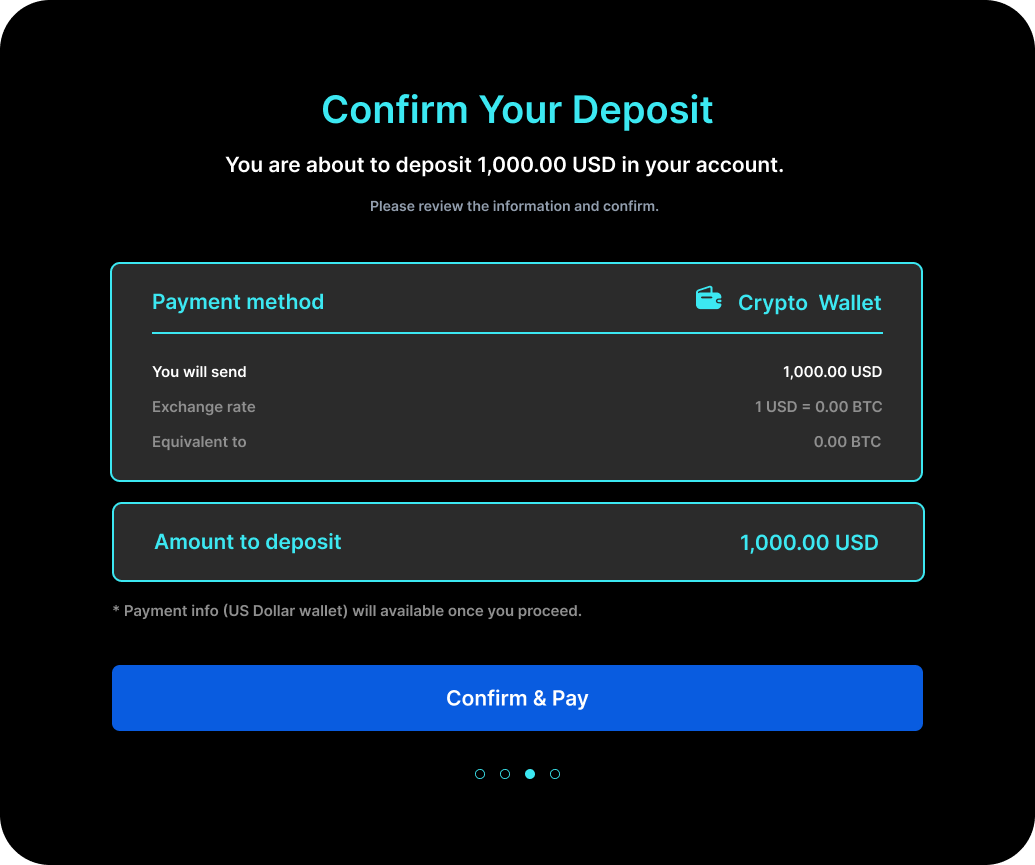 Confirm Your Deposit
You are about to deposit 1,000.00 USD in your account.
Please review the information and confirm.
Payment method Crypto Wallet
You will send 1,000.00 USD
Exchange rate 1 USD = 0.00 BTC
Equivalent to 0.00 BTC
Amount to deposit 1,000.00 USD
* Payment info (US Dollar wallet) will available once you proceed.
Confirm & Pay